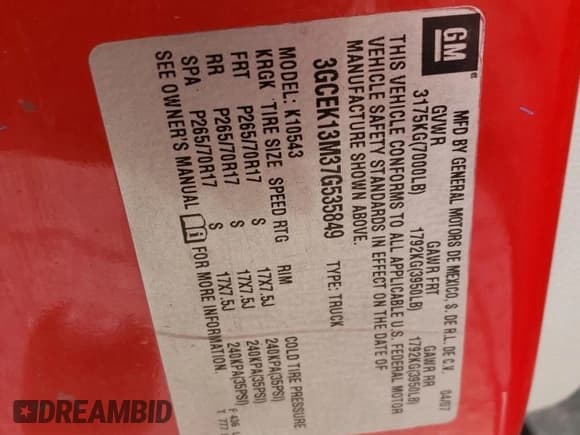 GM
MFD BY GENERAL MOTORS DE MEXICO, S. DE R.L. DE C.V. 04/07
GVWR GAWR FRT GAWR RR
3175KG(7000LB) 1792KG(3950LB) 1792KG(3950LB)
THIS VEHICLE CONFORMS TO ALL APPLICABLE U.S. FEDERAL MOTOR
VEHICLE SAFETY STANDARDS IN EFFECT ON THE DATE OF
MANUFACTURE SHOWN ABOVE.
3GCEK13M37G535849 TYPE: TRUCK
MODEL: K10543
KRGK TIRE SIZE SPEED RTG RIM COLD TIRE PRESSURE
FRT P265/70R17 S 17X7.5J 240KPA(35PSI)
RR P265/70R17 S 17X7.5J 240KPA(35PSI)
SPA P265/70R17 S 17X7.5J 240KPA(35PSI)
SEE OWNER'S MANUAL FOR MORE INFORMATION.
DREAMBID